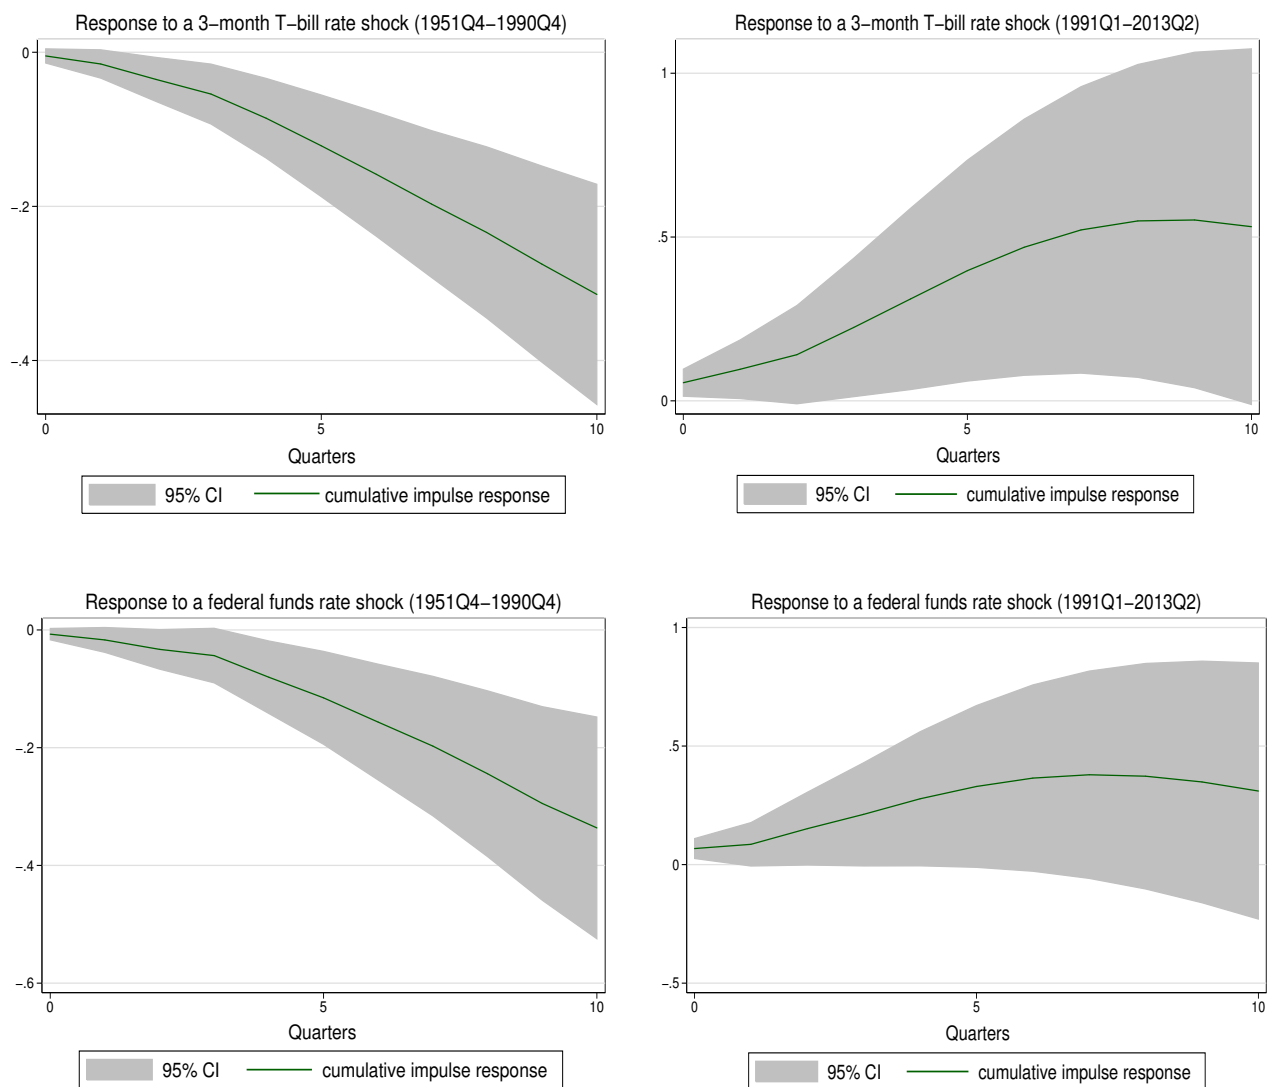 Response to a 3−month T−bill rate shock (1951Q4−1990Q4)
0
−.2
−.4
0 5 10
Quarters
95% CI cumulative impulse response
Response to a 3−month T−bill rate shock (1991Q1−2013Q2)
1
.5
0
0 5 10
Quarters
95% CI cumulative impulse response
Response to a federal funds rate shock (1951Q4−1990Q4)
0
−.2
−.4
−.6
0 5 10
Quarters
95% CI cumulative impulse response
Response to a federal funds rate shock (1991Q1−2013Q2)
1
.5
0
−.5
0 5 10
Quarters
95% CI cumulative impulse response